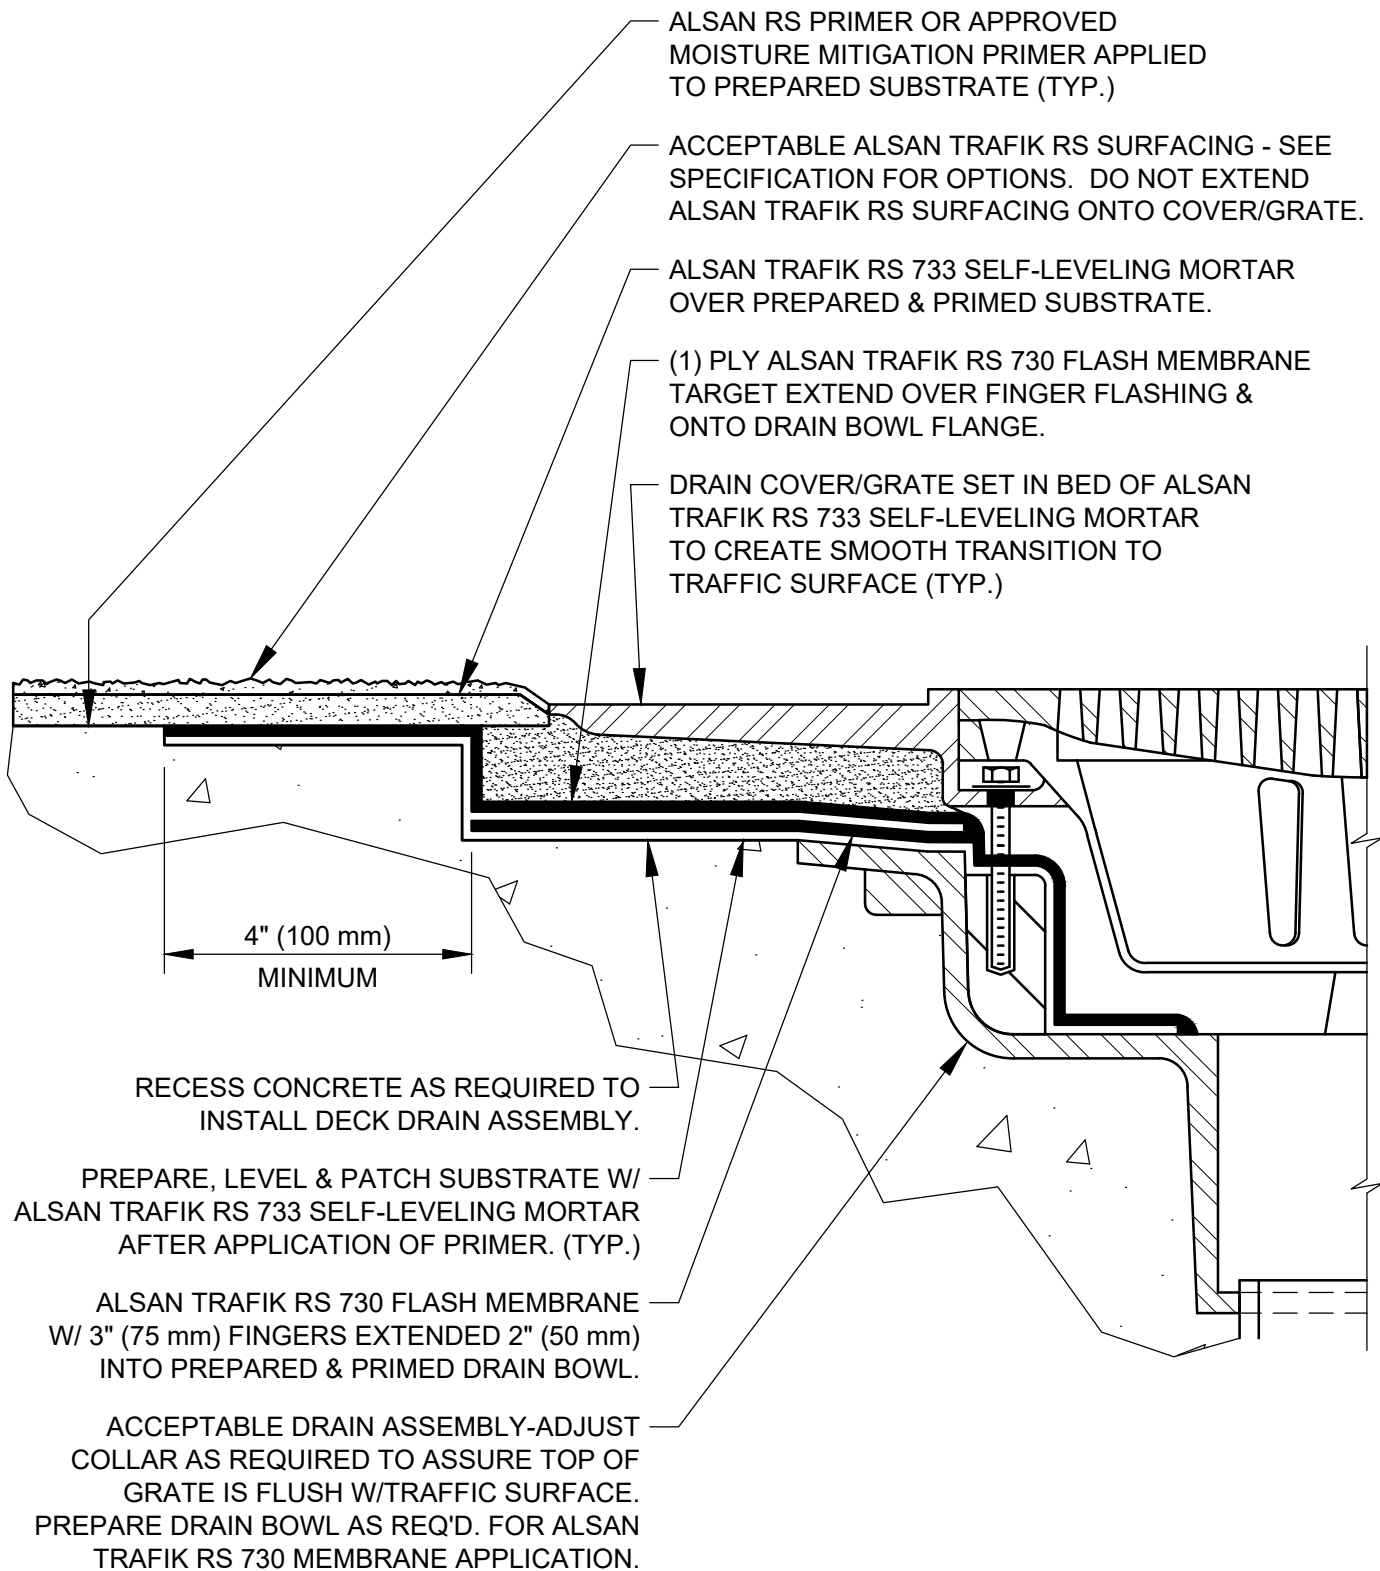 ALSAN RS PRIMER OR APPROVED
MOISTURE MITIGATION PRIMER APPLIED
TO PREPARED SUBSTRATE (TYP.)
ACCEPTABLE ALSAN TRAFIK RS SURFACING - SEE
SPECIFICATION FOR OPTIONS.  DO NOT EXTEND
ALSAN TRAFIK RS SURFACING ONTO COVER/GRATE.
ALSAN TRAFIK RS 733 SELF-LEVELING MORTAR
OVER PREPARED & PRIMED SUBSTRATE.
(1) PLY ALSAN TRAFIK RS 730 FLASH MEMBRANE
TARGET EXTEND OVER FINGER FLASHING &
ONTO DRAIN BOWL FLANGE.
DRAIN COVER/GRATE SET IN BED OF ALSAN
TRAFIK RS 733 SELF-LEVELING MORTAR
TO CREATE SMOOTH TRANSITION TO
TRAFFIC SURFACE (TYP.)
4" (100 mm)
MINIMUM
RECESS CONCRETE AS REQUIRED TO
INSTALL DECK DRAIN ASSEMBLY.
PREPARE, LEVEL & PATCH SUBSTRATE W/
ALSAN TRAFIK RS 733 SELF-LEVELING MORTAR
AFTER APPLICATION OF PRIMER. (TYP.)
ALSAN TRAFIK RS 730 FLASH MEMBRANE
W/ 3" (75 mm) FINGERS EXTENDED 2" (50 mm)
INTO PREPARED & PRIMED DRAIN BOWL.
ACCEPTABLE DRAIN ASSEMBLY-ADJUST
COLLAR AS REQUIRED TO ASSURE TOP OF
GRATE IS FLUSH W/TRAFFIC SURFACE.
PREPARE DRAIN BOWL AS REQ'D. FOR ALSAN
TRAFIK RS 730 MEMBRANE APPLICATION.